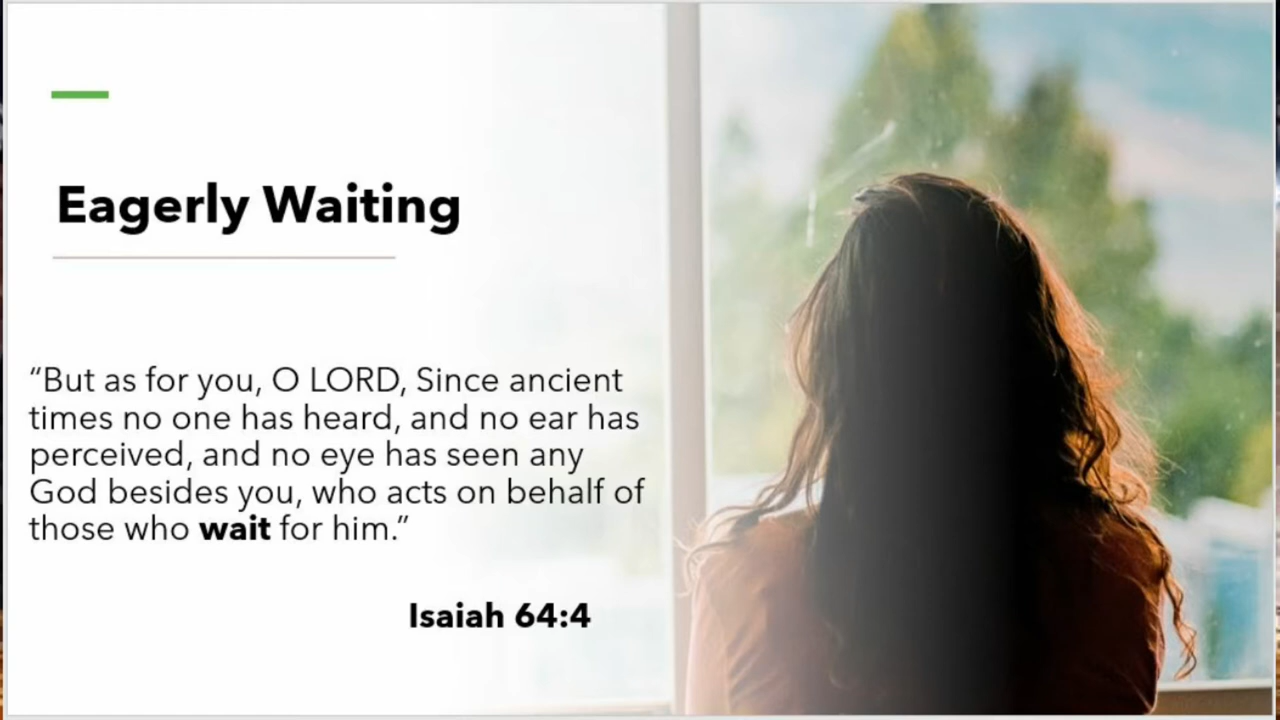 Eagerly Waiting
“But as for you, O LORD, Since ancient
times no one has heard, and no ear has
perceived, and no eye has seen any
God besides you, who acts on behalf of
those who wait for him.”
Isaiah 64:4